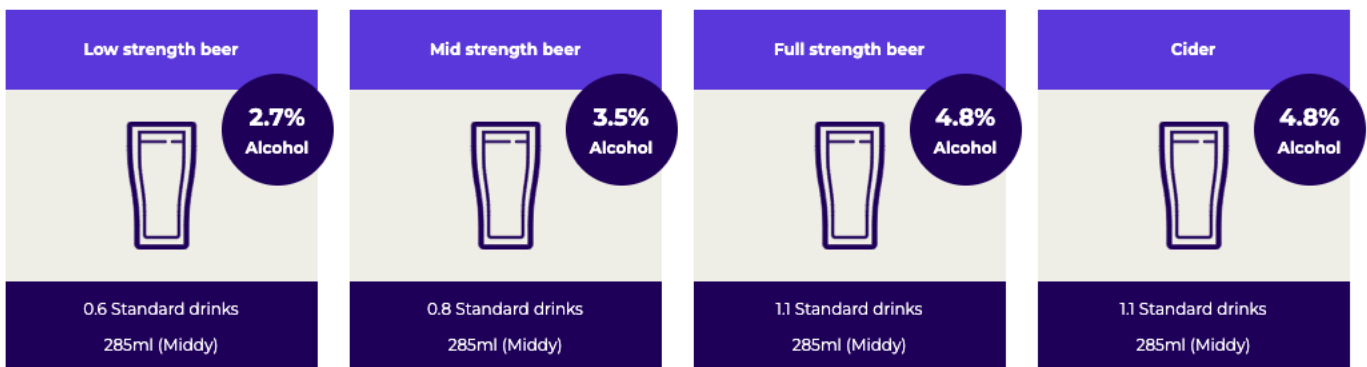 Low strength beer
2.7%
Alcohol
0.6 Standard drinks
285ml (Middy)
Mid strength beer
3.5%
Alcohol
0.8 Standard drinks
285ml (Middy)
Full strength beer
4.8%
Alcohol
1.1 Standard drinks
285ml (Middy)
Cider
4.8%
Alcohol
1.1 Standard drinks
285ml (Middy)